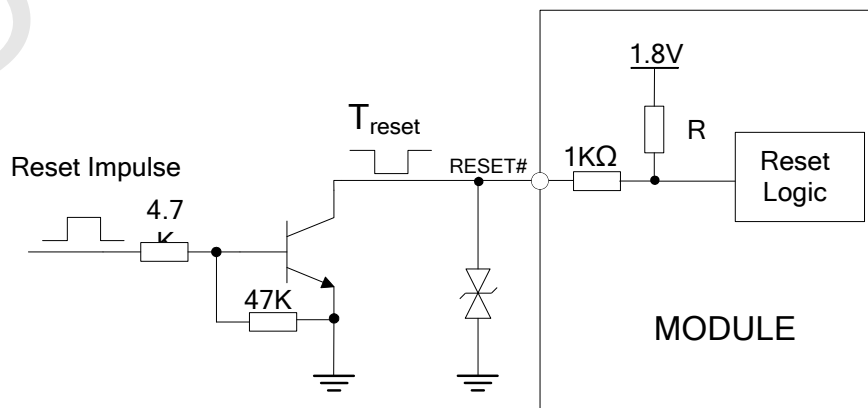 1.8V
T reset
R
RESET#
1KΩ
Reset Impulse
Reset
Logic
4.7
K
47K
MODULE